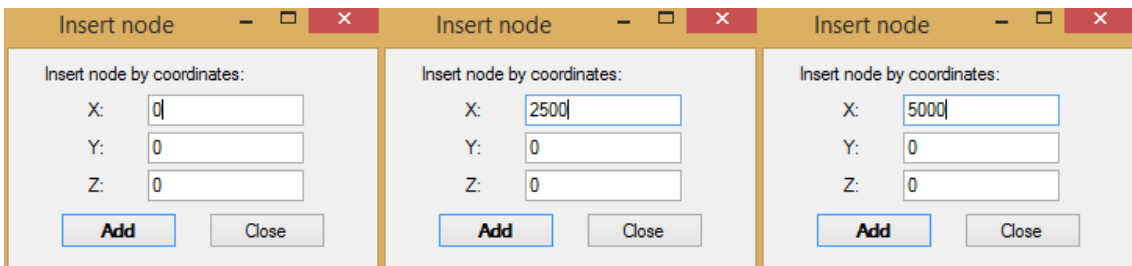 Insert node
Insert node by coordinates:
X: 0
Y: 0
Z: 0
Add Close
Insert node
Insert node by coordinates:
X: 2500
Y: 0
Z: 0
Add Close
Insert node
Insert node by coordinates:
X: 5000
Y: 0
Z: 0
Add Close